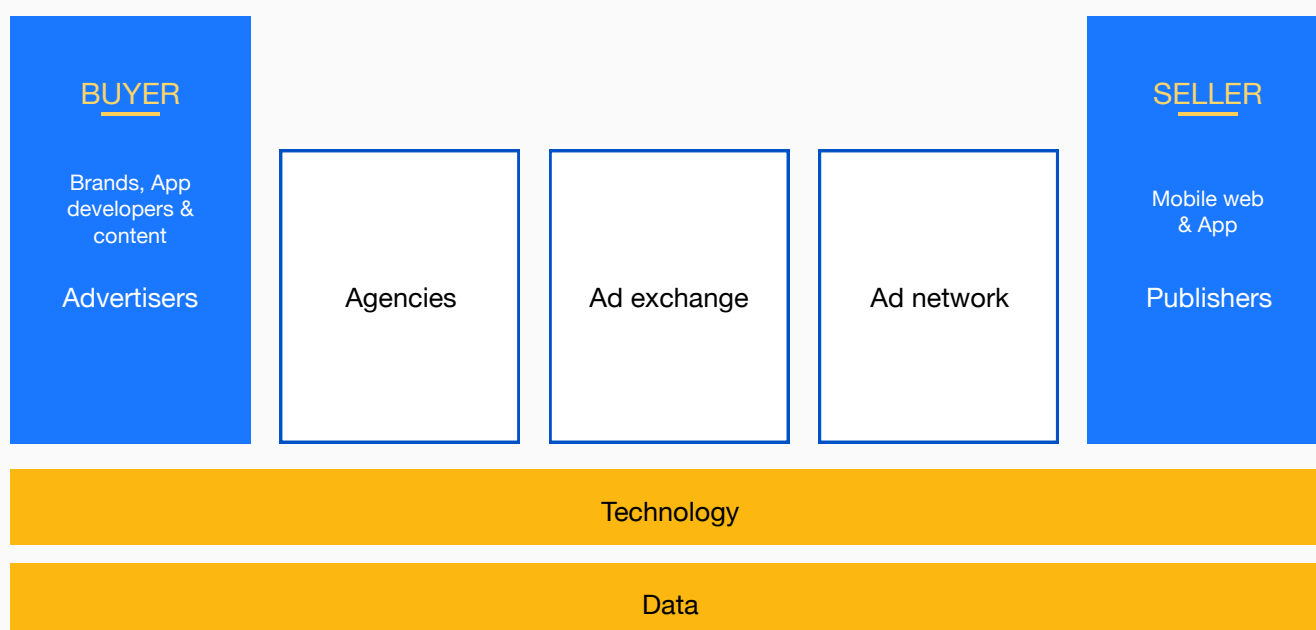 BUYER
Brands, App
developers &
content
Advertisers
Agencies
Ad exchange
Ad network
SELLER
Mobile web
& App
Publishers
Technology
Data